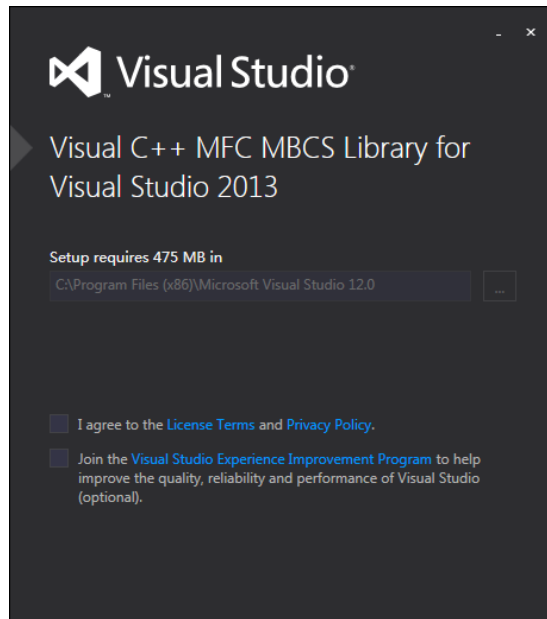 Visual Studio
Visual C++ MFC MBCS Library for
Visual Studio 2013
Setup requires 475 MB in
C:\Program Files (x86)\Microsoft Visual Studio 12.0
...
I agree to the License Terms and Privacy Policy.
Join the Visual Studio Experience Improvement Program to help
improve the quality, reliability and performance of Visual Studio
(optional).